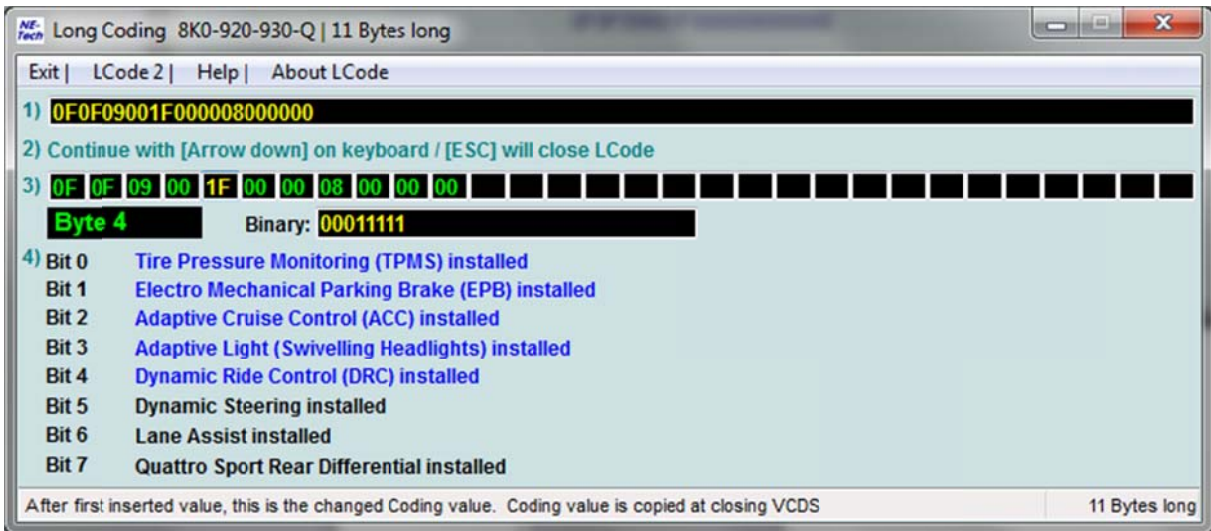 NE-Tech Long Coding 8K0-920-930-Q | 11 Bytes long
Exit | LCode 2 | Help | About LCode
1) 0F0F09001F000008000000
2) Continue with [Arrow down] on keyboard / [ESC] will close LCode
3) 0F 0F 09 00 1F 00 00 08 00 00 00
Byte 4 Binary: 00011111
4) Bit 0 Tire Pressure Monitoring (TPMS) installed
Bit 1 Electro Mechanical Parking Brake (EPB) installed
Bit 2 Adaptive Cruise Control (ACC) installed
Bit 3 Adaptive Light (Swivelling Headlights) installed
Bit 4 Dynamic Ride Control (DRC) installed
Bit 5 Dynamic Steering installed
Bit 6 Lane Assist installed
Bit 7 Quattro Sport Rear Differential installed
After first inserted value, this is the changed Coding value. Coding value is copied at closing VCDS 11 Bytes long